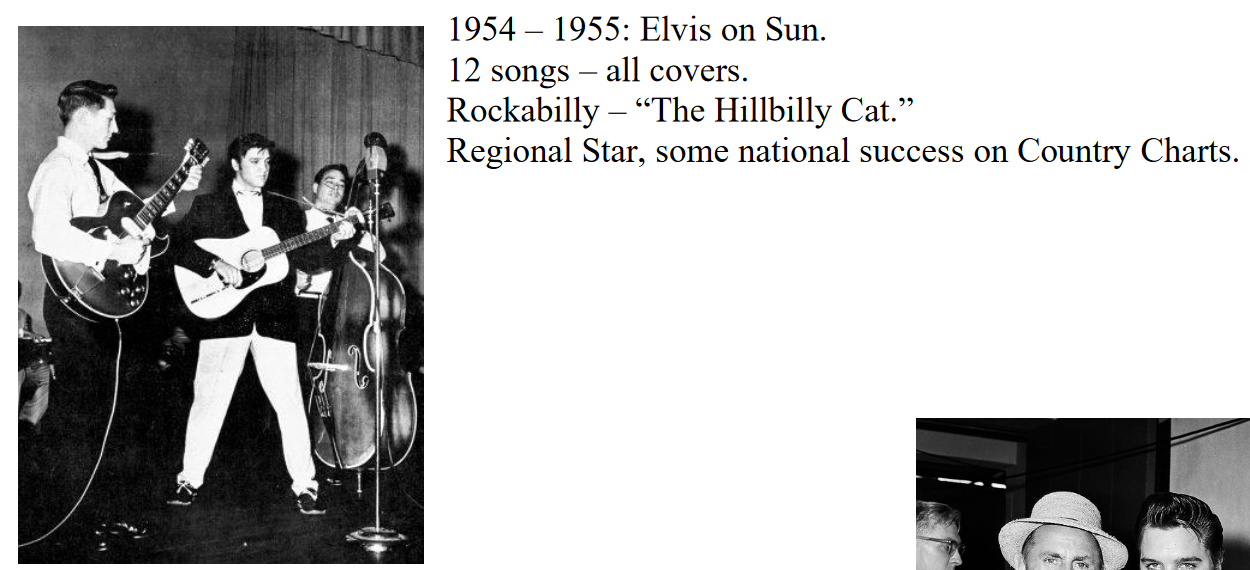 1954 – 1955: Elvis on Sun.
12 songs – all covers.
Rockabilly – “The Hillbilly Cat.”
Regional Star, some national success on Country Charts.